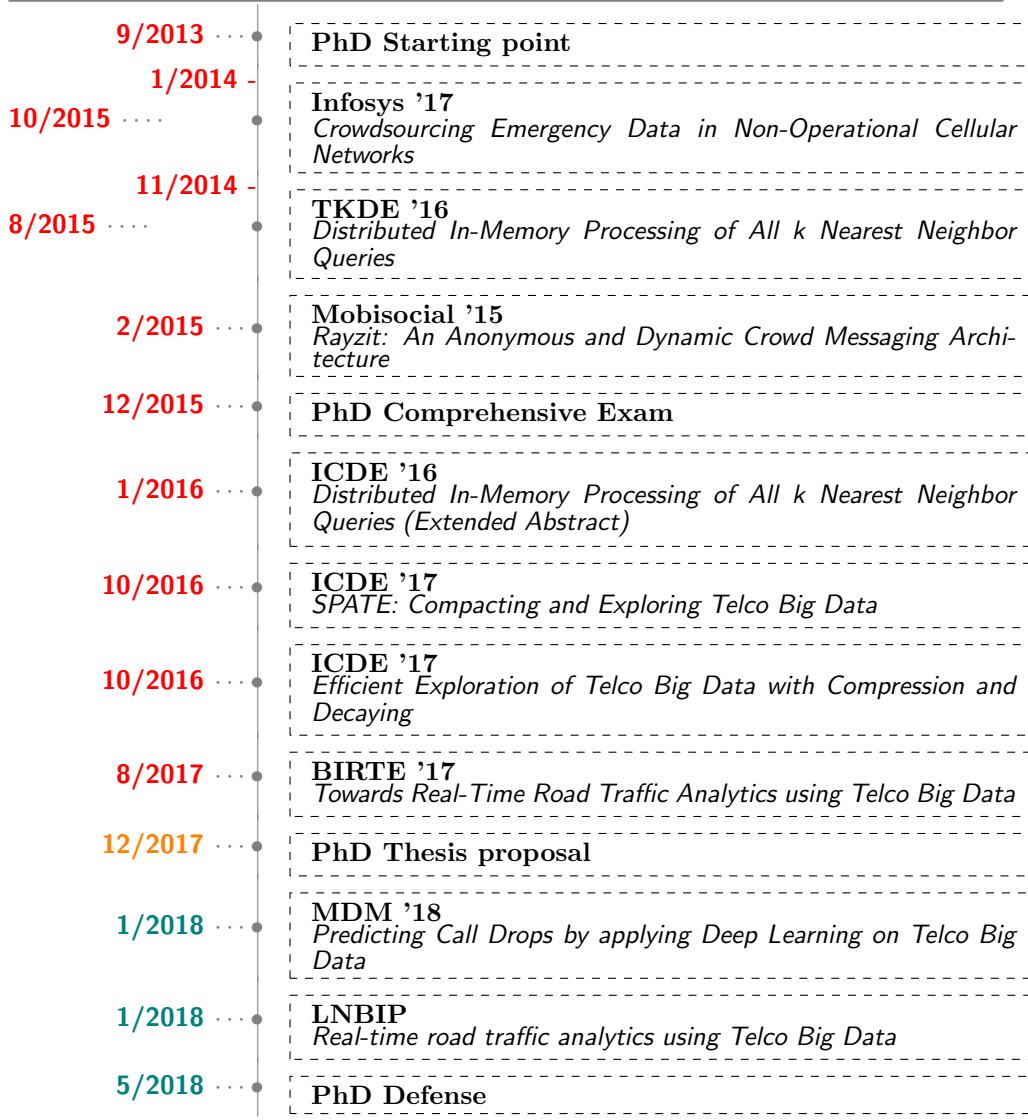 9/2013 ···
PhD Starting point
1/2014 -
10/2015 ····
Infosys '17
Crowdsourcing Emergency Data in Non-Operational Cellular
Networks
11/2014 -
8/2015 ····
TKDE '16
Distributed In-Memory Processing of All k Nearest Neighbor
Queries
2/2015 ···
Mobisocial '15
Rayzit: An Anonymous and Dynamic Crowd Messaging Archi-
tecture
12/2015 ···
PhD Comprehensive Exam
1/2016 ···
ICDE '16
Distributed In-Memory Processing of All k Nearest Neighbor
Queries (Extended Abstract)
10/2016 ···
ICDE '17
SPATE: Compacting and Exploring Telco Big Data
10/2016 ···
ICDE '17
Efficient Exploration of Telco Big Data with Compression and
Decaying
8/2017 ···
BIRTE '17
Towards Real-Time Road Traffic Analytics using Telco Big Data
12/2017 ···
PhD Thesis proposal
1/2018 ···
MDM '18
Predicting Call Drops by applying Deep Learning on Telco Big
Data
1/2018 ···
LNBIP
Real-time road traffic analytics using Telco Big Data
5/2018 ···
PhD Defense